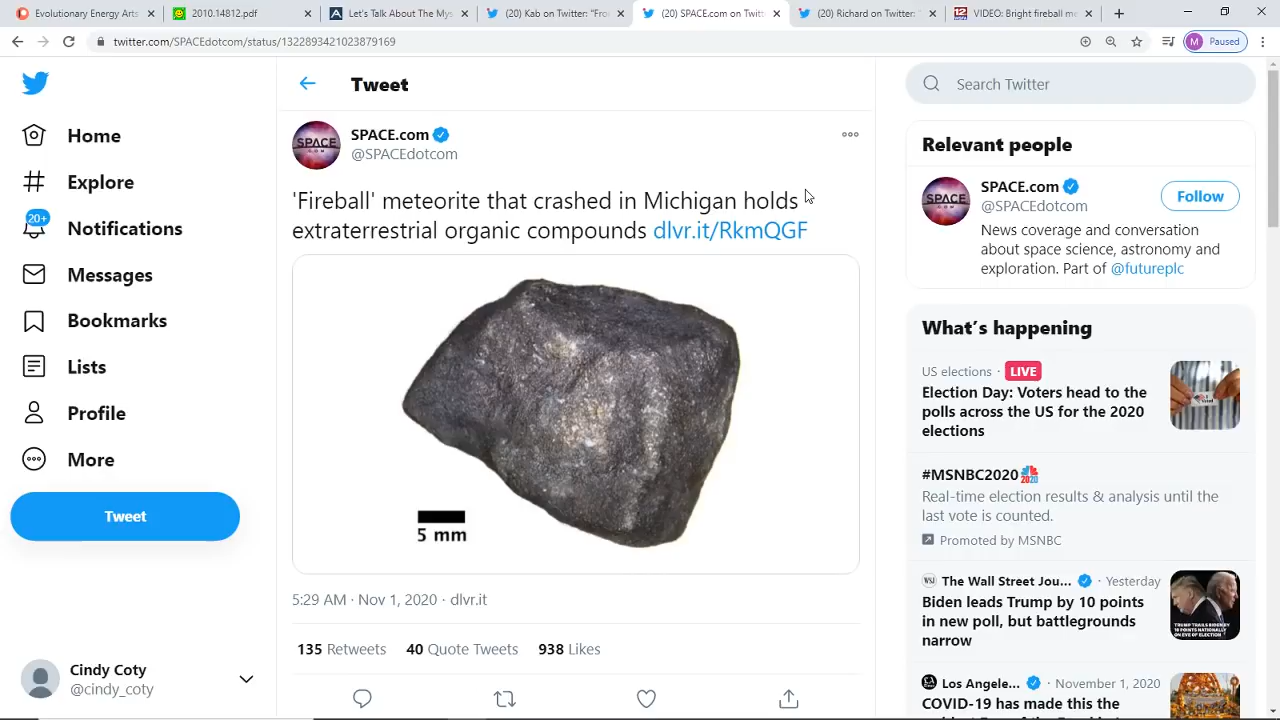 Evolutionary Energy Arts
2010.14812.pdf
Let's Talk About The Mys
(20) Kab on Twitter: "F
(20) SPACE.com on Twitt
(20) Richard on Twitter:
12 VIDEO: Bright fireball me
twitter.com/SPACEdotcom/status/1322893421023879169
M Paused
Home
Explore
20+
Notifications
Messages
Bookmarks
Lists
Profile
More
Tweet
Cindy Coty
@cindy_coty
Tweet
SPACE.com
@SPACEdotcom
'Fireball' meteorite that crashed in Michigan holds
extraterrestrial organic compounds dlvr.it/RkmQGF
5 mm
5:29 AM · Nov 1, 2020 · dlvr.it
135 Retweets 40 Quote Tweets 938 Likes
Search Twitter
Relevant people
SPACE.com
@SPACEdotcom
Follow
News coverage and conversation
about space science, astronomy and
exploration. Part of @futureplc
What's happening
US elections · LIVE
Election Day: Voters head to the
polls across the US for the 2020
elections
#MSNBC2020
Real-time election results & analysis until the
last vote is counted.
Promoted by MSNBC
The Wall Street Jou... · Yesterday
Biden leads Trump by 10 points
in new poll, but battlegrounds
narrow
Los Angele... · November 1, 2020
COVID-19 has made this the